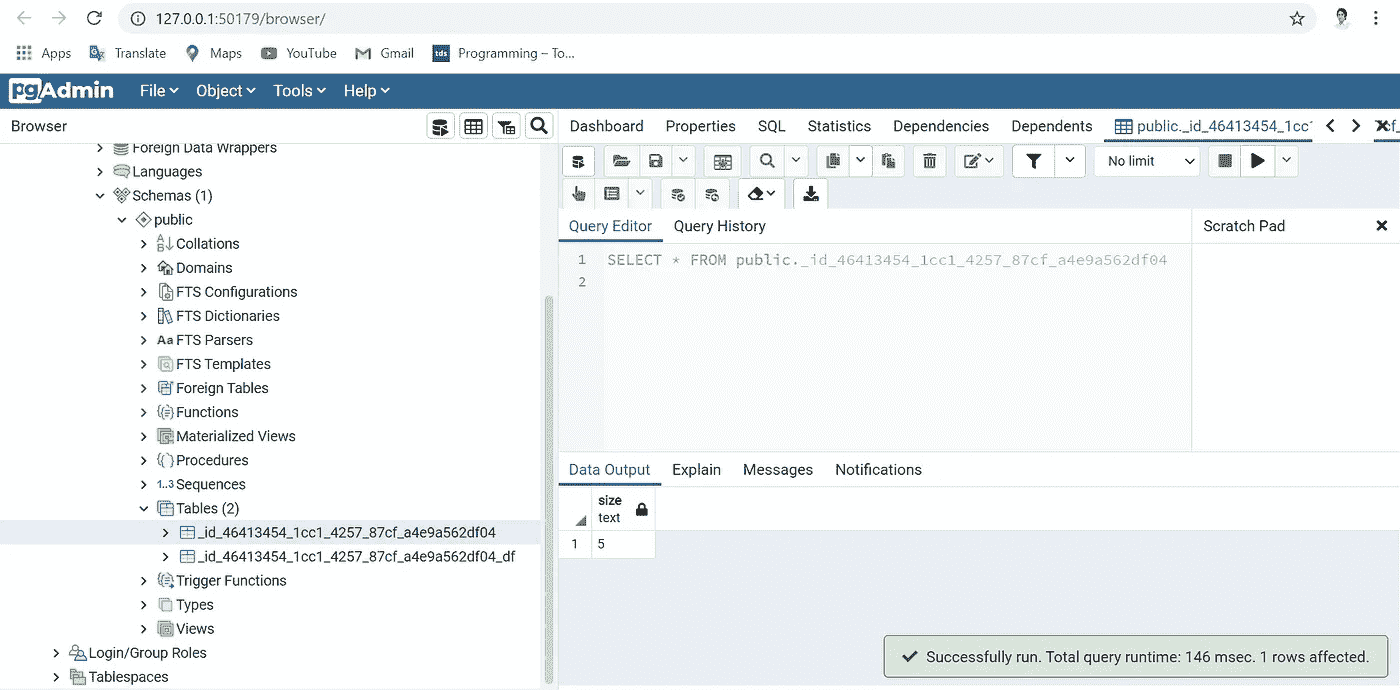 127.0.0.1:50179/browser/
Apps Translate Maps YouTube Gmail tds Programming – To...
pgAdmin File Object Tools Help
Browser
Foreign Data Wrappers
Languages
Schemas (1)
public
Collations
Domains
FTS Configurations
FTS Dictionaries
Aa FTS Parsers
FTS Templates
Foreign Tables
Functions
Materialized Views
Procedures
1..3 Sequences
Tables (2)
_id_46413454_1cc1_4257_87cf_a4e9a562df04
_id_46413454_1cc1_4257_87cf_a4e9a562df04_df
Trigger Functions
Types
Views
Login/Group Roles
Tablespaces
Dashboard Properties SQL Statistics Dependencies Dependents public._id_46413454_1cc1
No limit
Query Editor Query History
Scratch Pad
1 SELECT * FROM public._id_46413454_1cc1_4257_87cf_a4e9a562df04
2
Data Output Explain Messages Notifications
size
text
1 5
Successfully run. Total query runtime: 146 msec. 1 rows affected.